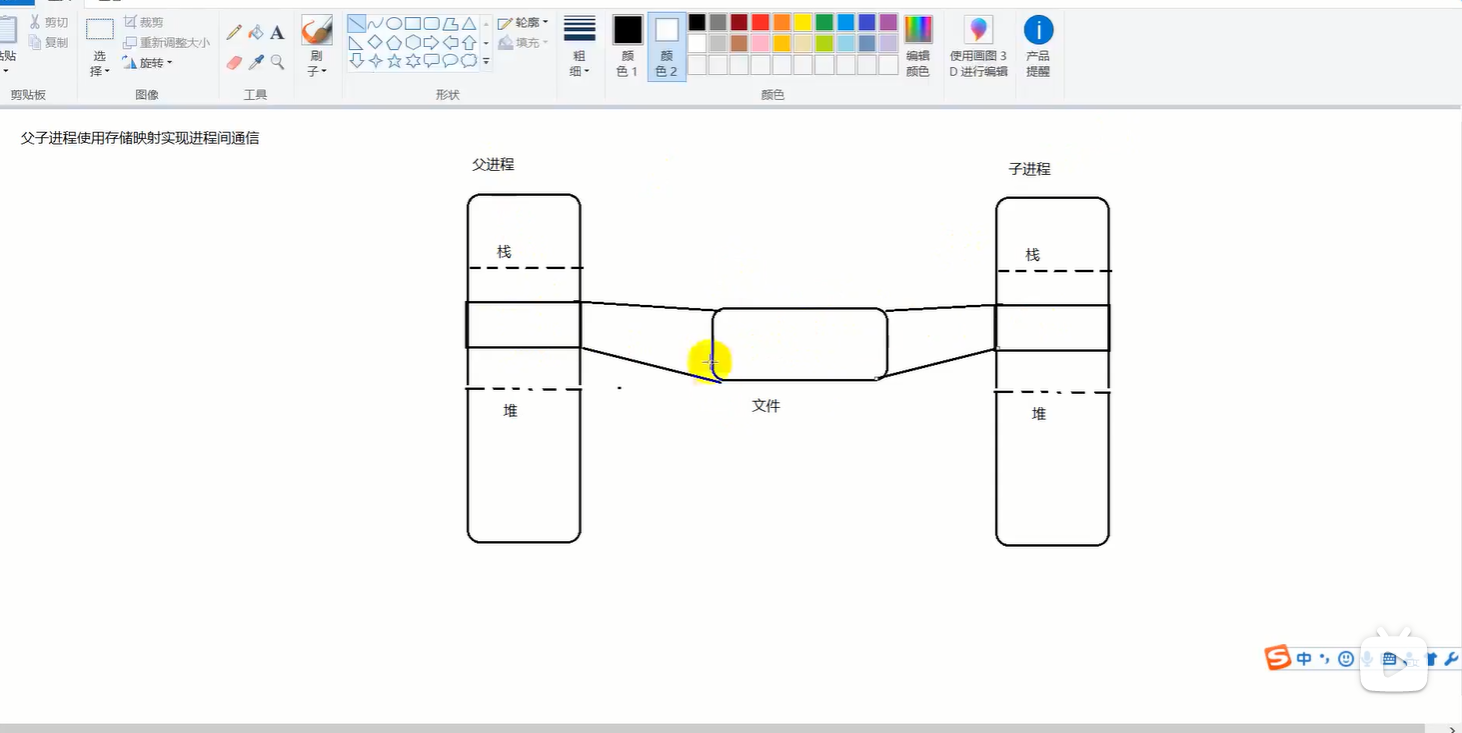 剪切
复制
贴
剪贴板
选
择
裁剪
重新调整大小
旋转
图像
A
工具
刷
子
轮廓
填充
形状
粗
细
颜
色 1
颜
色 2
颜色
编辑
颜色
使用画图 3
D 进行编辑
产品
提醒
父子进程使用存储映射实现进程间通信
父进程
子进程
栈
栈
堆
文件
堆
S 中